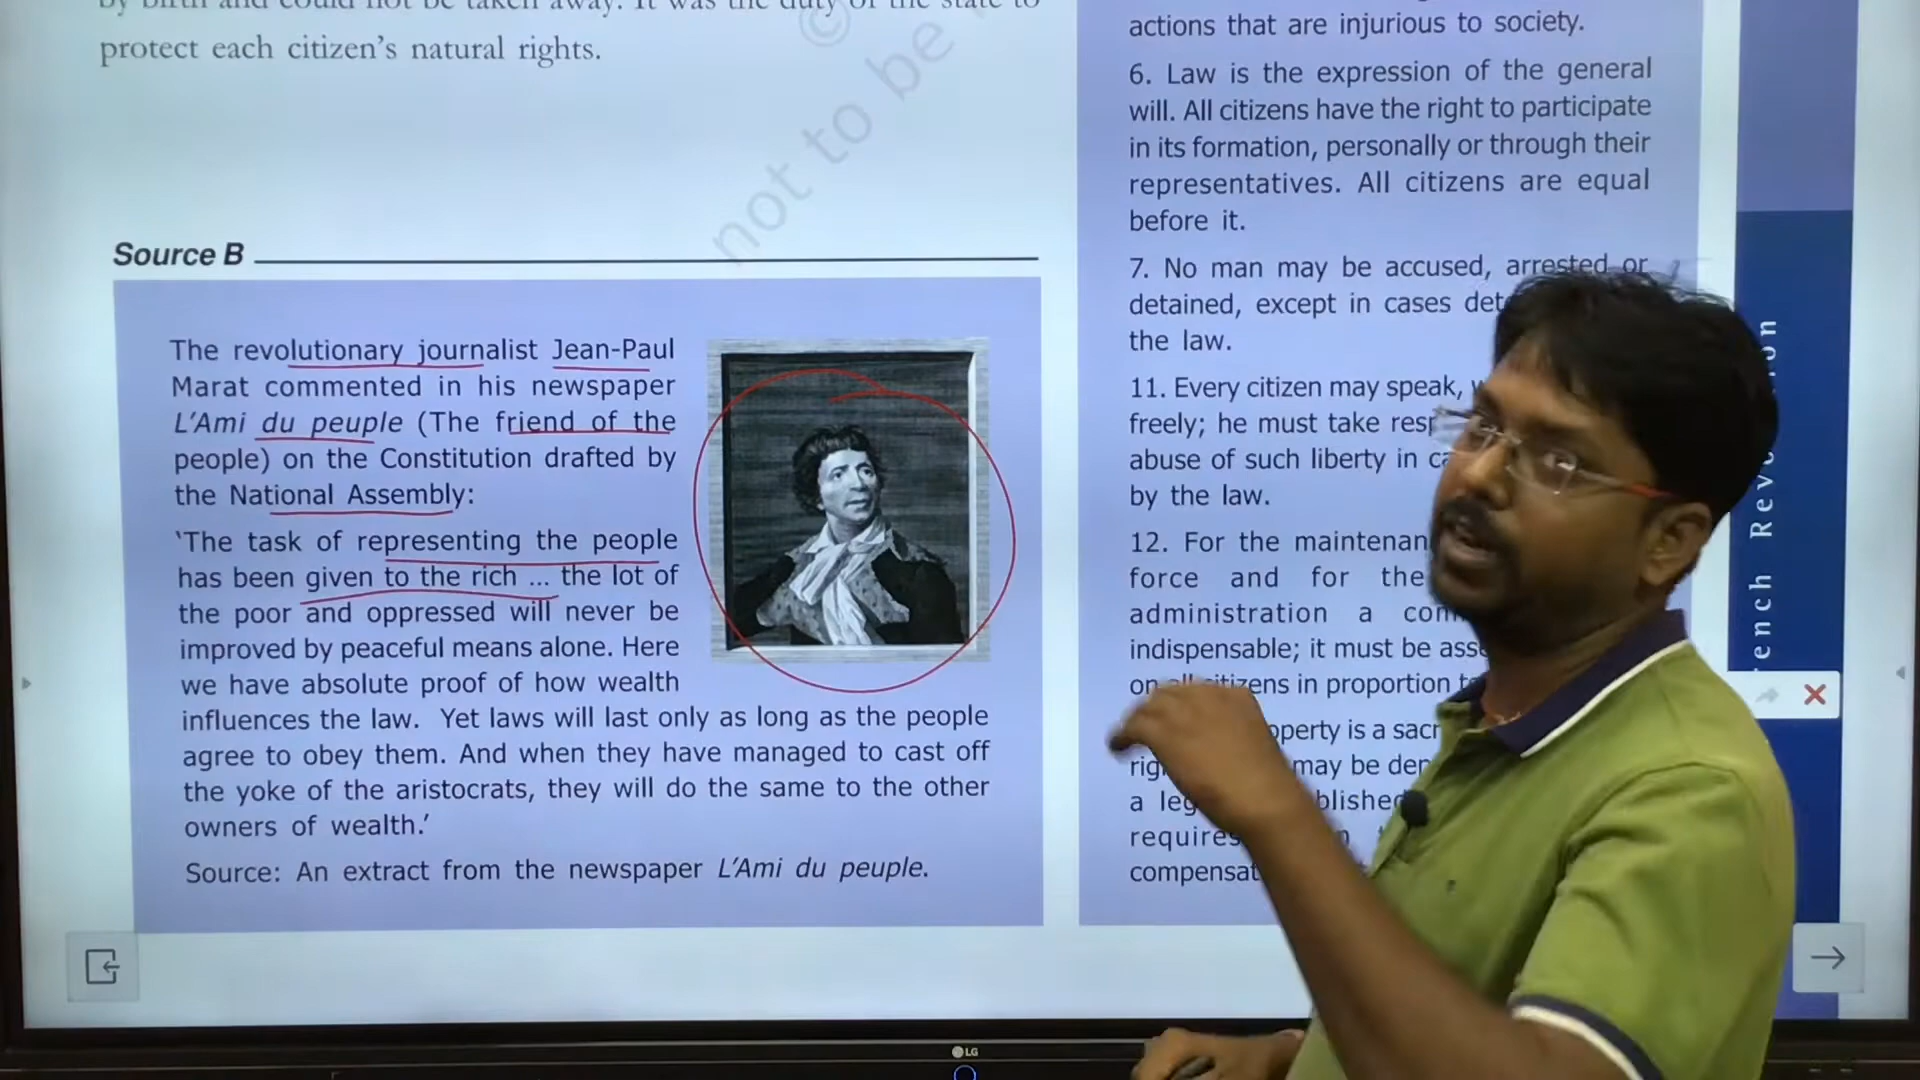 protect each citizen's natural rights.
not to be
Source B
The revolutionary journalist Jean-Paul
Marat commented in his newspaper
L'Ami du peuple (The friend of the
people) on the Constitution drafted by
the National Assembly:
'The task of representing the people
has been given to the rich ... the lot of
the poor and oppressed will never be
improved by peaceful means alone. Here
we have absolute proof of how wealth
influences the law. Yet laws will last only as long as the people
agree to obey them. And when they have managed to cast off
the yoke of the aristocrats, they will do the same to the other
owners of wealth.'
Source: An extract from the newspaper L'Ami du peuple.
actions that are injurious to society.
6. Law is the expression of the general
will. All citizens have the right to participate
in its formation, personally or through their
representatives. All citizens are equal
before it.
7. No man may be accused, arrested or
detained, except in cases
the law.
11. Every citizen may speak,
freely; he must take
abuse of such liberty in
by the law.
12. For the
force and for the
administration a
indispensable; it must be
citizens in proportion
is a
may be
a
requires
LG